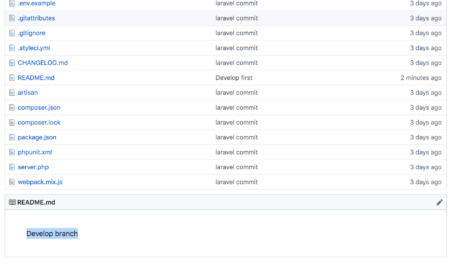 .env.example laravel commit 3 days ago
.gitattributes laravel commit 3 days ago
.gitignore laravel commit 3 days ago
.styleci.yml laravel commit 3 days ago
CHANGELOG.md laravel commit 3 days ago
README.md Develop first 2 minutes ago
artisan laravel commit 3 days ago
composer.json laravel commit 3 days ago
composer.lock laravel commit 3 days ago
package.json laravel commit 3 days ago
phpunit.xml laravel commit 3 days ago
server.php laravel commit 3 days ago
webpack.mix.js laravel commit 3 days ago
README.md
Develop branch